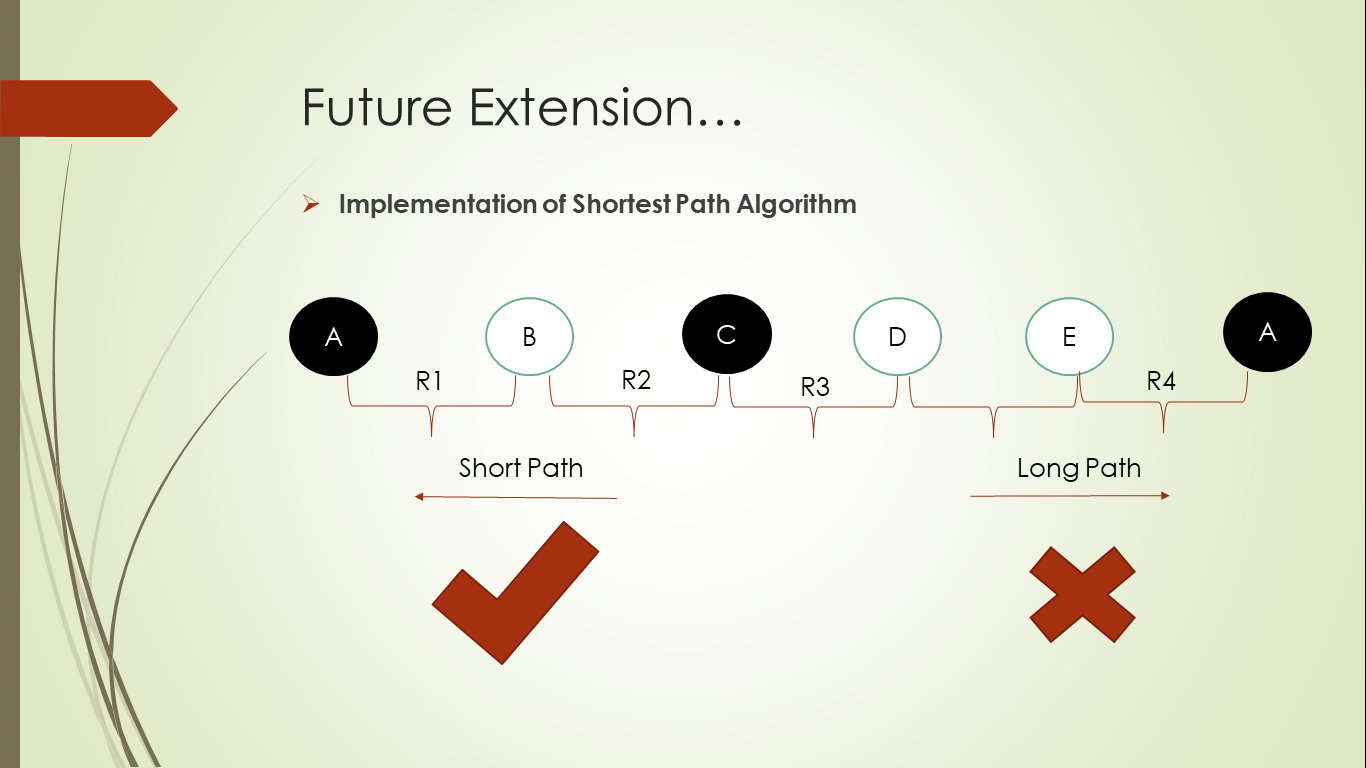 Future Extension…
Implementation of Shortest Path Algorithm
A B C D E A
R1 R2 R3 R4
Short Path Long Path